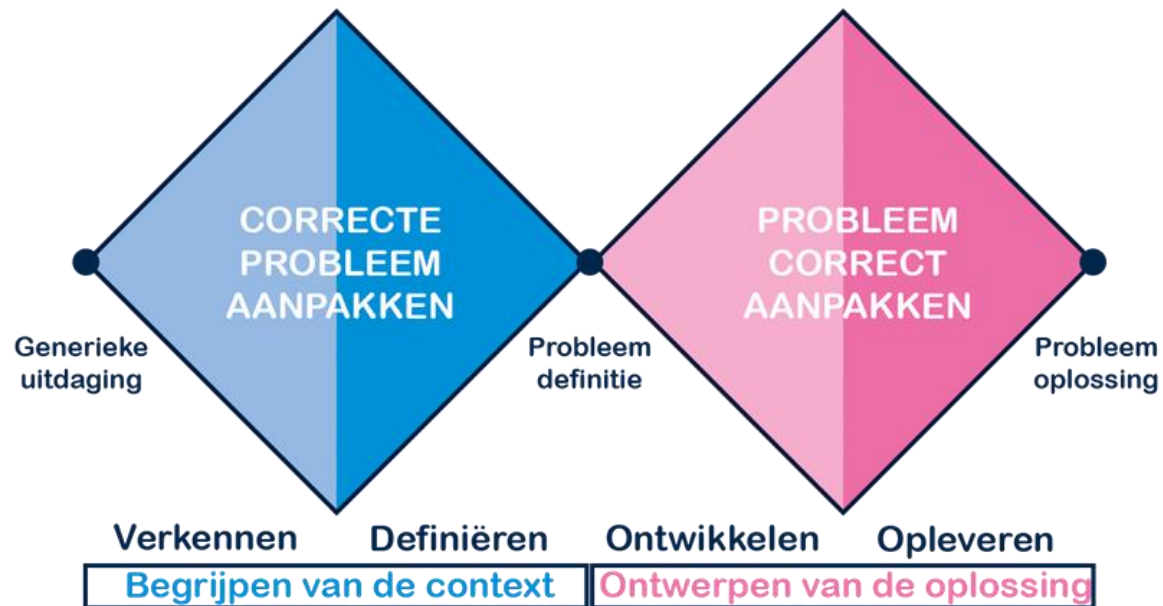 CORRECTE
PROBLEEM
AANPAKKEN
PROBLEEM
CORRECT
AANPAKKEN
Generieke
uitdaging
Probleem
definitie
Probleem
oplossing
Verkennen
Definiëren
Ontwikkelen
Opleveren
Begrijpen van de context
Ontwerpen van de oplossing